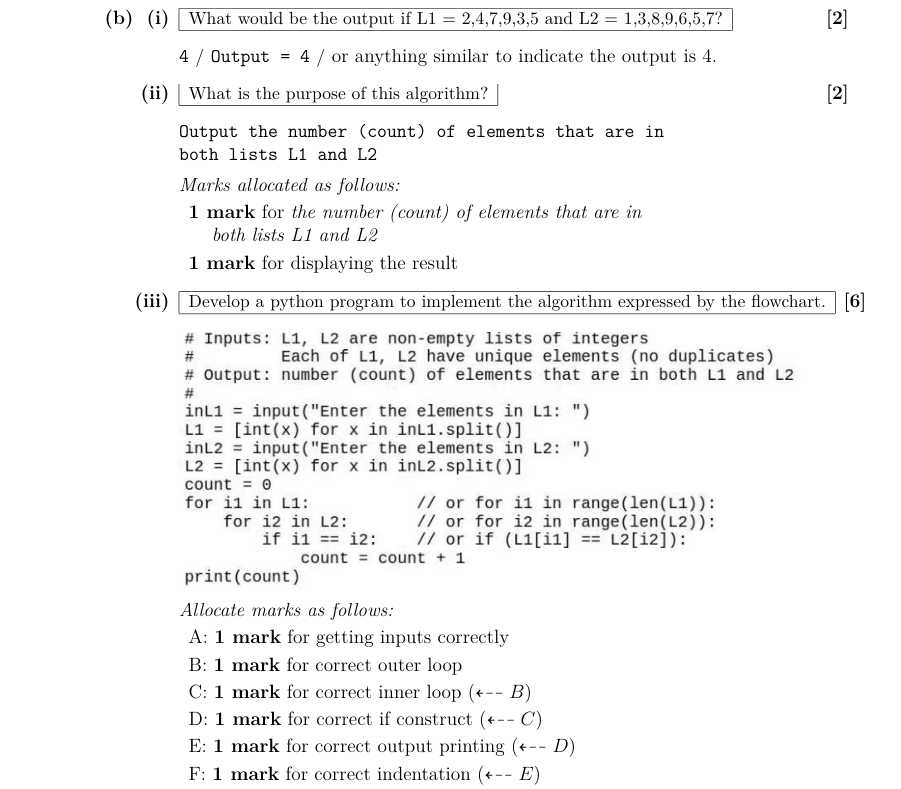 (b) (i) What would be the output if L1 = 2,4,7,9,3,5 and L2 = 1,3,8,9,6,5,7? [2]
4 / Output = 4 / or anything similar to indicate the output is 4.
(ii) What is the purpose of this algorithm? [2]
Output the number (count) of elements that are in
both lists L1 and L2
Marks allocated as follows:
1 mark for the number (count) of elements that are in
both lists L1 and L2
1 mark for displaying the result
(iii) Develop a python program to implement the algorithm expressed by the flowchart. [6]
# Inputs: L1, L2 are non-empty lists of integers
#         Each of L1, L2 have unique elements (no duplicates)
# Output: number (count) of elements that are in both L1 and L2
#
inL1 = input("Enter the elements in L1: ")
L1 = [int(x) for x in inL1.split()]
inL2 = input("Enter the elements in L2: ")
L2 = [int(x) for x in inL2.split()]
count = 0
for i1 in L1:           // or for i1 in range(len(L1)):
    for i2 in L2:       // or for i2 in range(len(L2)):
        if i1 == i2:    // or if (L1[i1] == L2[i2]):
            count = count + 1
print(count)
Allocate marks as follows:
A: 1 mark for getting inputs correctly
B: 1 mark for correct outer loop
C: 1 mark for correct inner loop (←-- B)
D: 1 mark for correct if construct (←-- C)
E: 1 mark for correct output printing (←-- D)
F: 1 mark for correct indentation (←-- E)